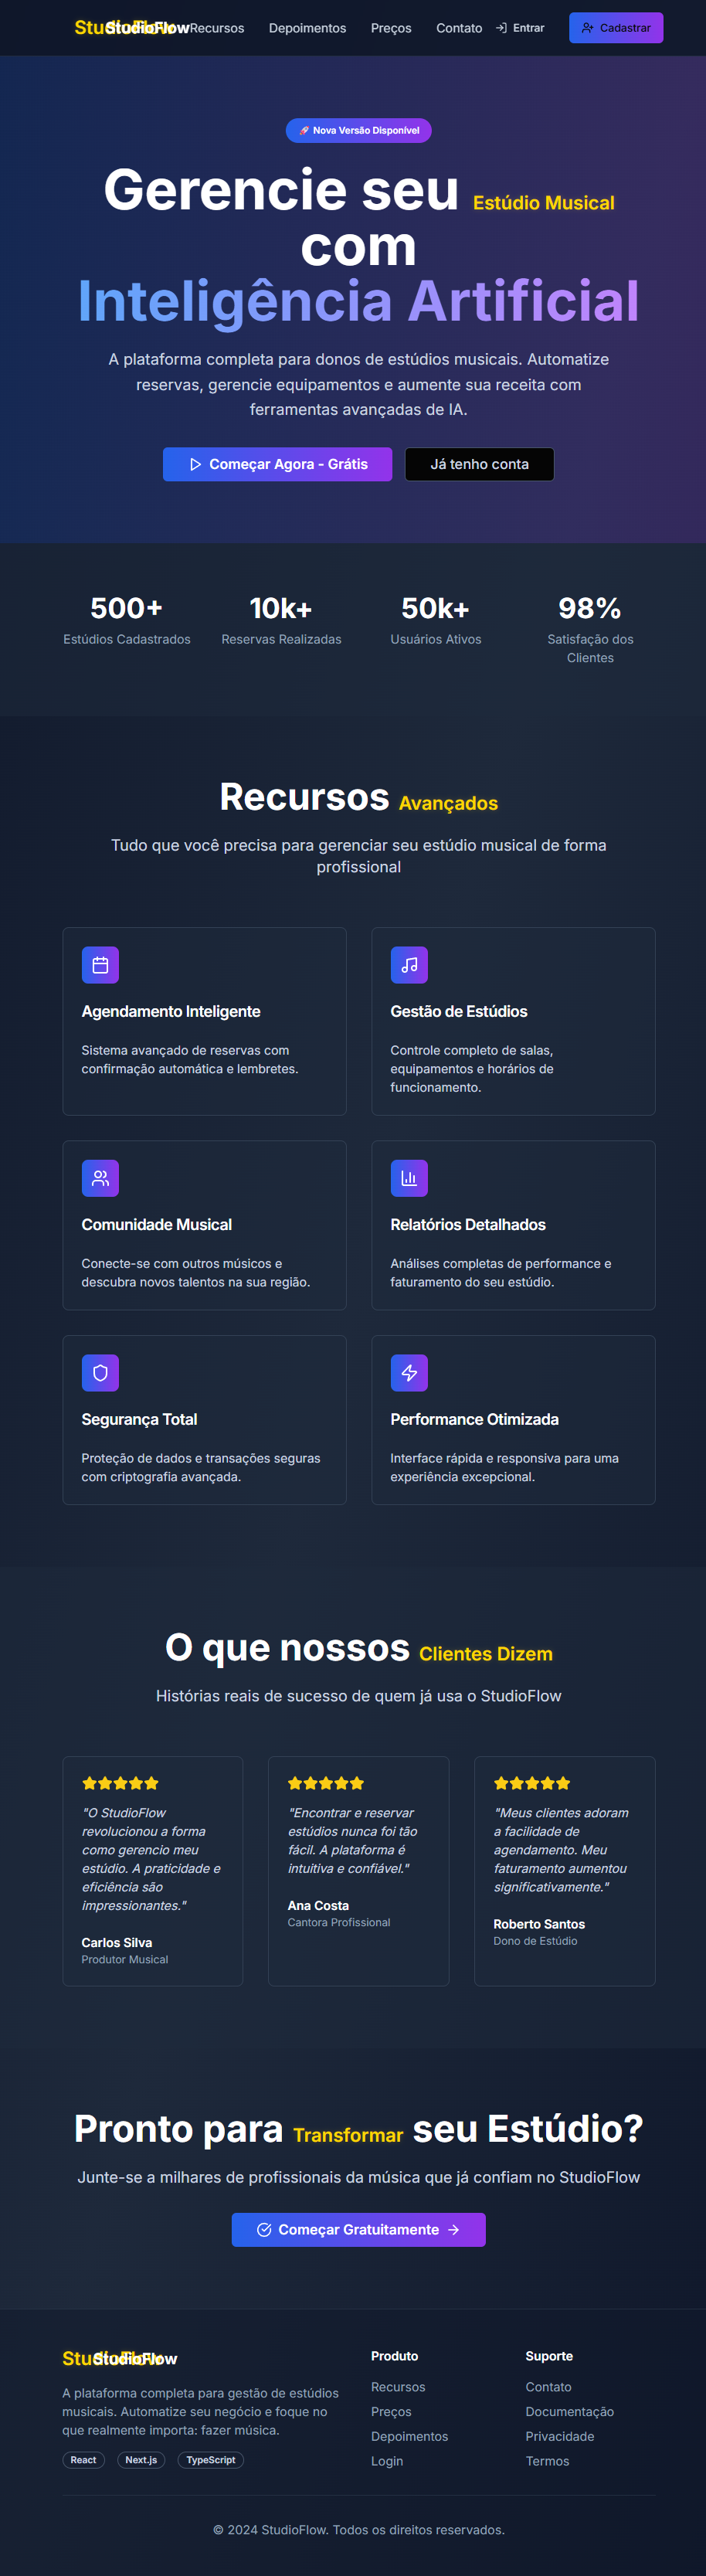 StudioFlow StudioFlow Recursos Depoimentos Preços Contato Entrar Cadastrar
🚀 Nova Versão Disponível
Gerencie seu Estúdio Musical
com
Inteligência Artificial
A plataforma completa para donos de estúdios musicais. Automatize
reservas, gerencie equipamentos e aumente sua receita com
ferramentas avançadas de IA.
Começar Agora - Grátis Já tenho conta
500+ 10k+ 50k+ 98%
Estúdios Cadastrados Reservas Realizadas Usuários Ativos Satisfação dos
Clientes
Recursos Avançados
Tudo que você precisa para gerenciar seu estúdio musical de forma
profissional
Agendamento Inteligente
Sistema avançado de reservas com
confirmação automática e lembretes.
Gestão de Estúdios
Controle completo de salas,
equipamentos e horários de
funcionamento.
Comunidade Musical
Conecte-se com outros músicos e
descubra novos talentos na sua região.
Relatórios Detalhados
Análises completas de performance e
faturamento do seu estúdio.
Segurança Total
Proteção de dados e transações seguras
com criptografia avançada.
Performance Otimizada
Interface rápida e responsiva para uma
experiência excepcional.
O que nossos Clientes Dizem
Histórias reais de sucesso de quem já usa o StudioFlow
"O StudioFlow
revolucionou a forma
como gerencio meu
estúdio. A praticidade e
eficiência são
impressionantes."
Carlos Silva
Produtor Musical
"Encontrar e reservar
estúdios nunca foi tão
fácil. A plataforma é
intuitiva e confiável."
Ana Costa
Cantora Profissional
"Meus clientes adoram
a facilidade de
agendamento. Meu
faturamento aumentou
significativamente."
Roberto Santos
Dono de Estúdio
Pronto para Transformar seu Estúdio?
Junte-se a milhares de profissionais da música que já confiam no StudioFlow
Começar Gratuitamente
StudioFlow StudioFlow
A plataforma completa para gestão de estúdios
musicais. Automatize seu negócio e foque no
que realmente importa: fazer música.
React Next.js TypeScript
Produto
Recursos
Preços
Depoimentos
Login
Suporte
Contato
Documentação
Privacidade
Termos
© 2024 StudioFlow. Todos os direitos reservados.